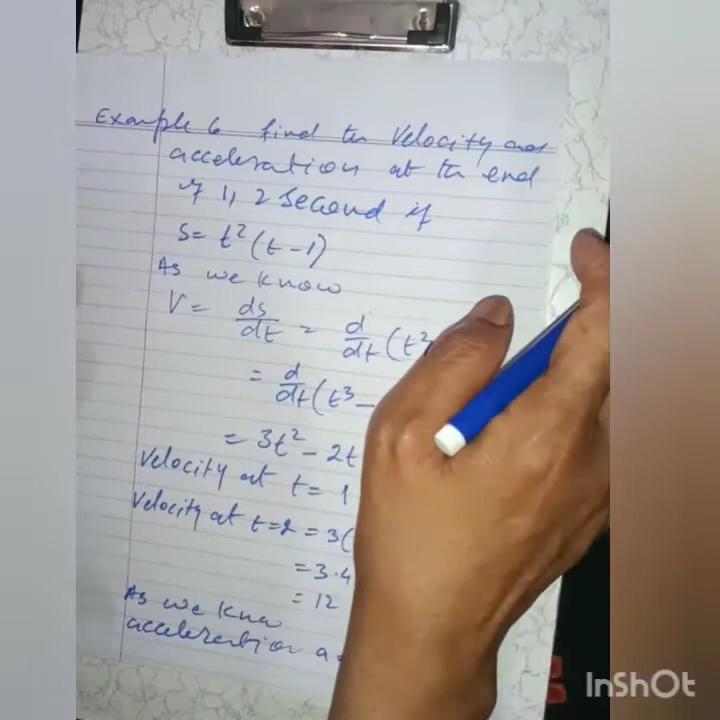 Example 6 find the Velocity and
acceleration at the end
of 1, 2 Second if
S= t²(t-1)
As we know
V= ds/dt = d/dt (t²
= d/dt (t³ -
= 3t² - 2t
Velocity at t= 1
Velocity at t=2 = 3(
= 3.4
= 12
As we know
acceleration a =
InShOt